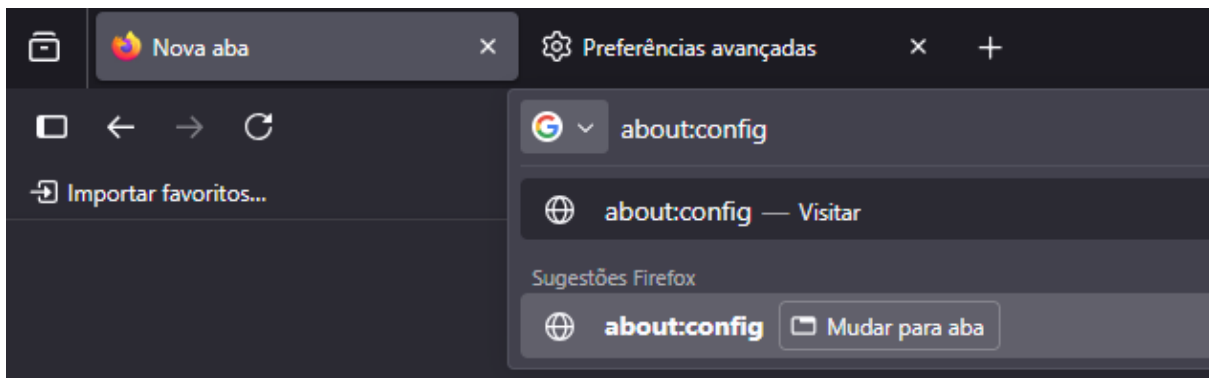 Nova aba
Preferências avançadas
about:config
Importar favoritos...
about:config — Visitar
Sugestões Firefox
about:config Mudar para aba